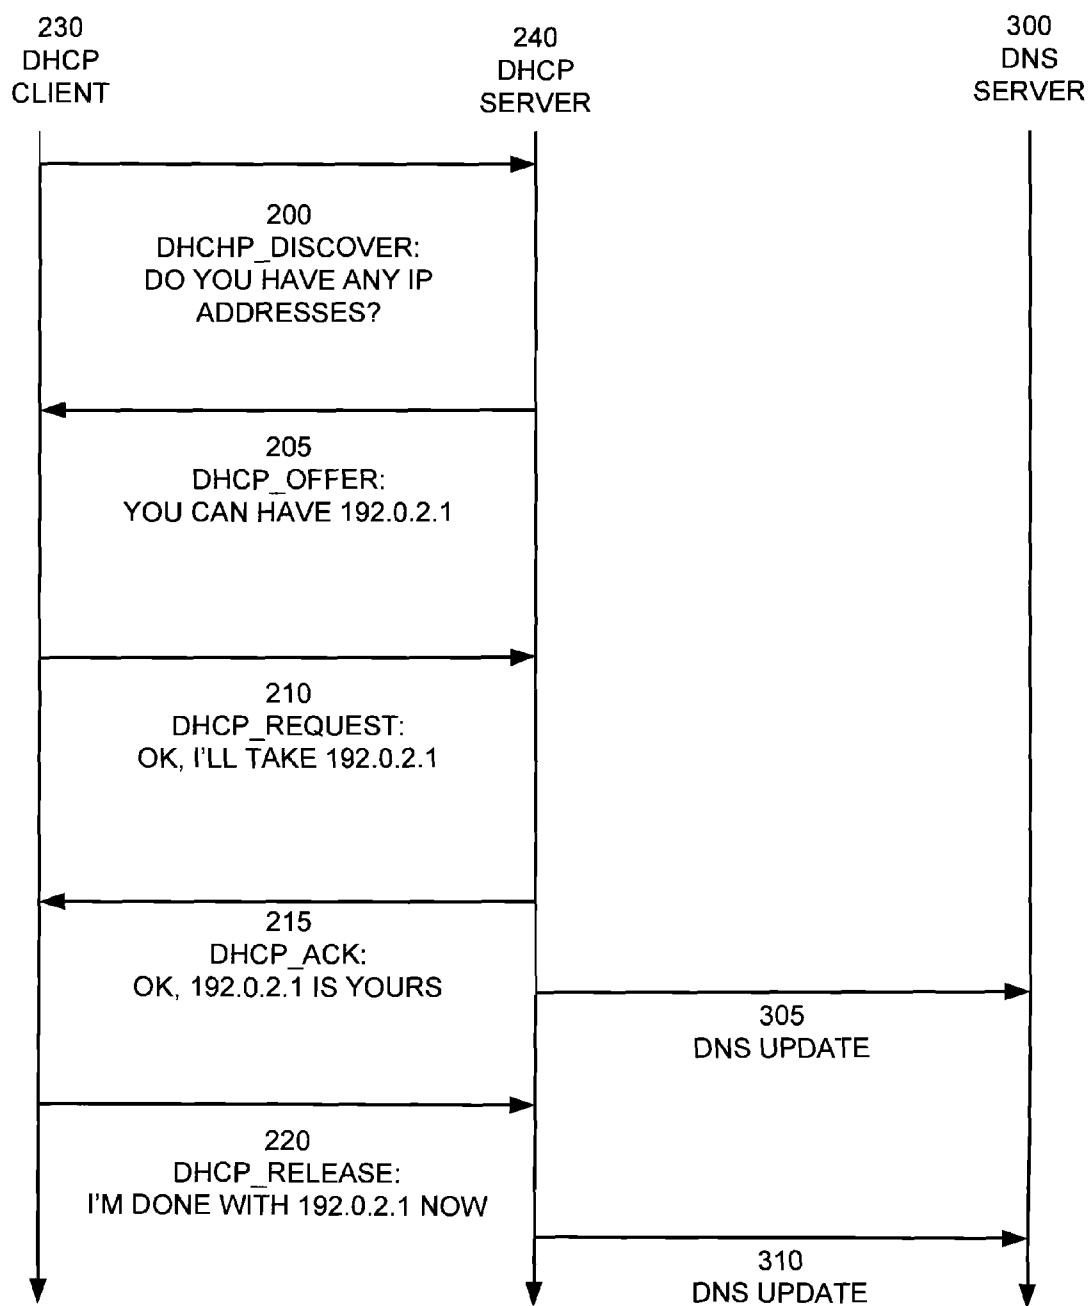 230
DHCP
CLIENT
240
DHCP
SERVER
300
DNS
SERVER
200
DHCHP_DISCOVER:
DO YOU HAVE ANY IP
ADDRESSES?
205
DHCP_OFFER:
YOU CAN HAVE 192.0.2.1
210
DHCP_REQUEST:
OK, I'LL TAKE 192.0.2.1
215
DHCP_ACK:
OK, 192.0.2.1 IS YOURS
305
DNS UPDATE
220
DHCP_RELEASE:
I'M DONE WITH 192.0.2.1 NOW
310
DNS UPDATE